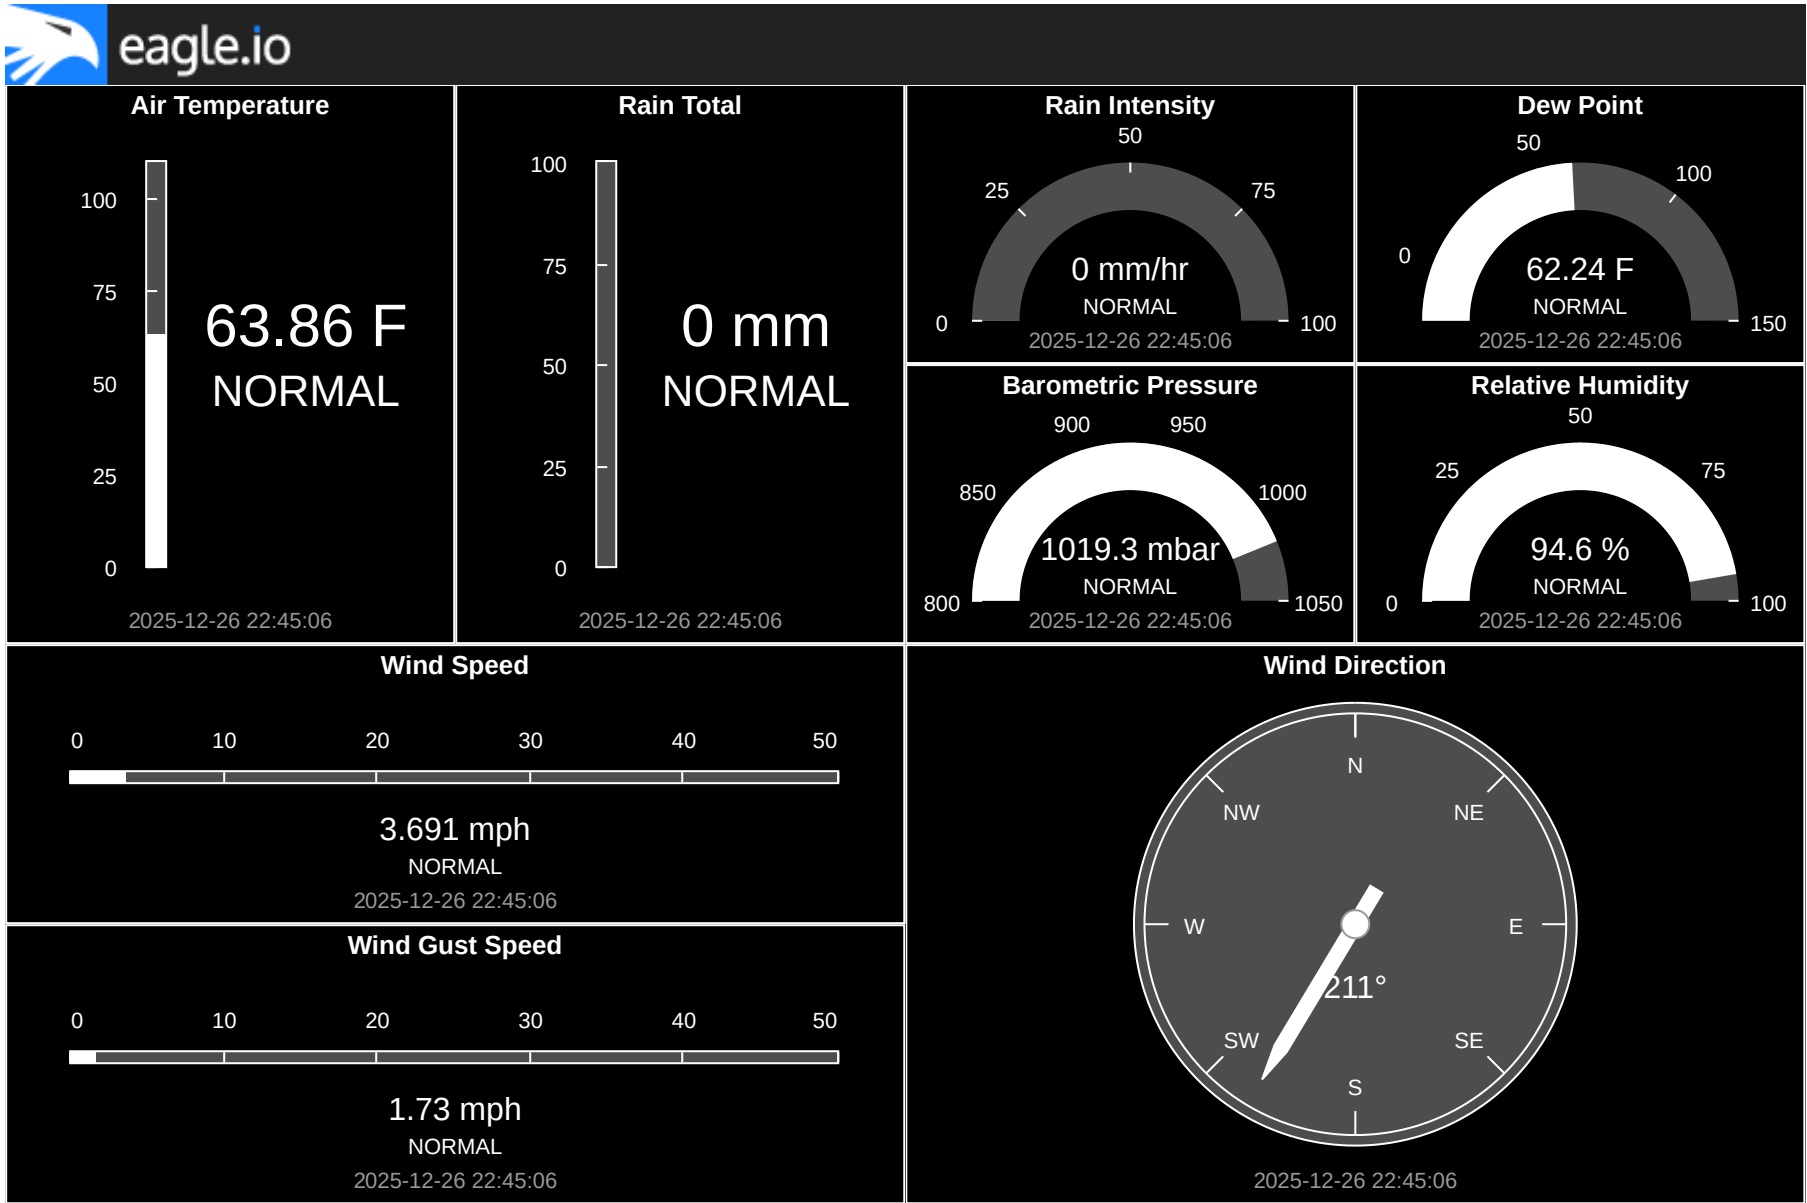 eagle.io
Air Temperature
100
75
50
25
0
63.86 F
NORMAL
2025-12-26 22:45:06
Rain Total
100
75
50
25
0
0 mm
NORMAL
2025-12-26 22:45:06
Rain Intensity
50
25
75
0
100
0 mm/hr
NORMAL
2025-12-26 22:45:06
Dew Point
50
100
0
150
62.24 F
NORMAL
2025-12-26 22:45:06
Barometric Pressure
900
950
850
1000
800
1050
1019.3 mbar
NORMAL
2025-12-26 22:45:06
Relative Humidity
50
25
75
0
100
94.6 %
NORMAL
2025-12-26 22:45:06
Wind Speed
0 10 20 30 40 50
3.691 mph
NORMAL
2025-12-26 22:45:06
Wind Gust Speed
0 10 20 30 40 50
1.73 mph
NORMAL
2025-12-26 22:45:06
Wind Direction
N
NW
NE
W
E
211°
SW
SE
S
2025-12-26 22:45:06